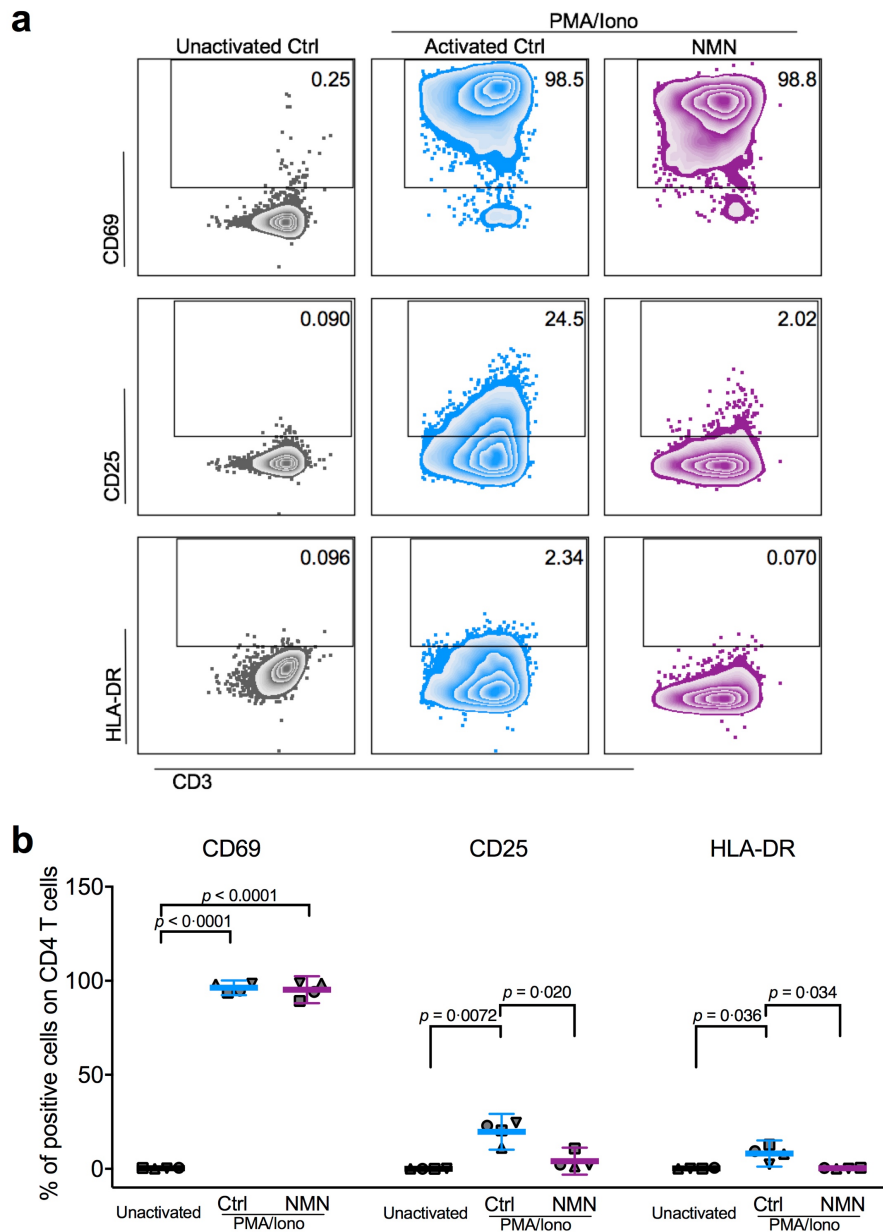 a
PMA/Iono
Unactivated Ctrl
Activated Ctrl
NMN
0.25
98.5
98.8
CD69
0.090
24.5
2.02
CD25
0.096
2.34
0.070
HLA-DR
CD3
b
CD69
CD25
HLA-DR
% of positive cells on CD4 T cells
150
100
50
0
p < 0.0001
p < 0·0001
p = 0·0072
p = 0·020
p = 0·036
p = 0·034
Unactivated
Ctrl
NMN
PMA/Iono
Unactivated
Ctrl
NMN
PMA/Iono
Unactivated
Ctrl
NMN
PMA/Iono